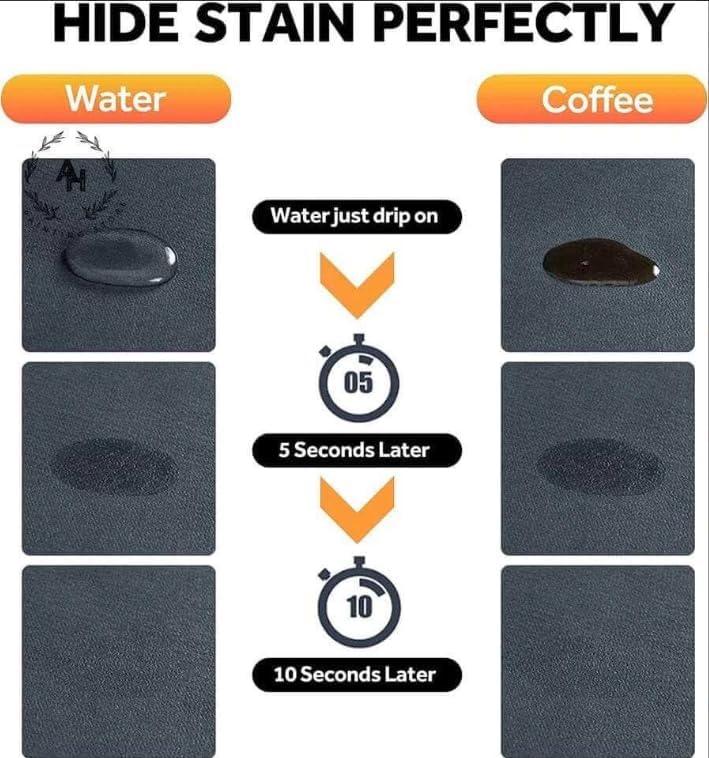 HIDE STAIN PERFECTLY
Water
Coffee
AH
Water just drip on
05
5 Seconds Later
10
10 Seconds Later